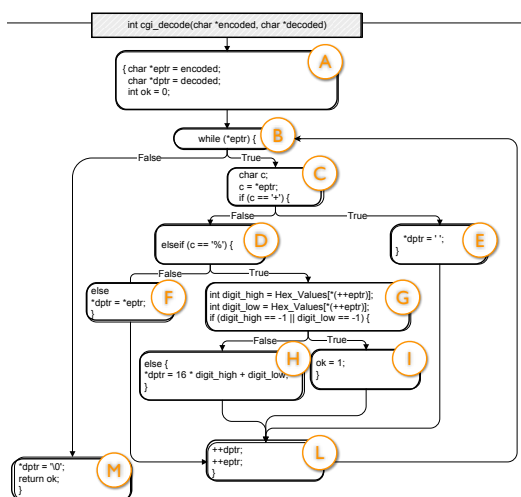 int cgi_decode(char *encoded, char *decoded)
A
{ char *eptr = encoded;
char *dptr = decoded;
int ok = 0;
while (*eptr) {
B
False
True
char c;
c = *eptr;
if (c == '+') {
C
False
True
elseif (c == '%') {
D
*dptr = ' ';
}
E
False
True
else
*dptr = *eptr;
}
F
int digit_high = Hex_Values[*(++eptr)];
int digit_low = Hex_Values[*(++eptr)];
if (digit_high == -1 || digit_low == -1) {
G
False
True
else {
*dptr = 16 * digit_high + digit_low;
}
H
ok = 1;
}
I
++dptr;
++eptr;
}
L
*dptr = '\0';
return ok;
}
M